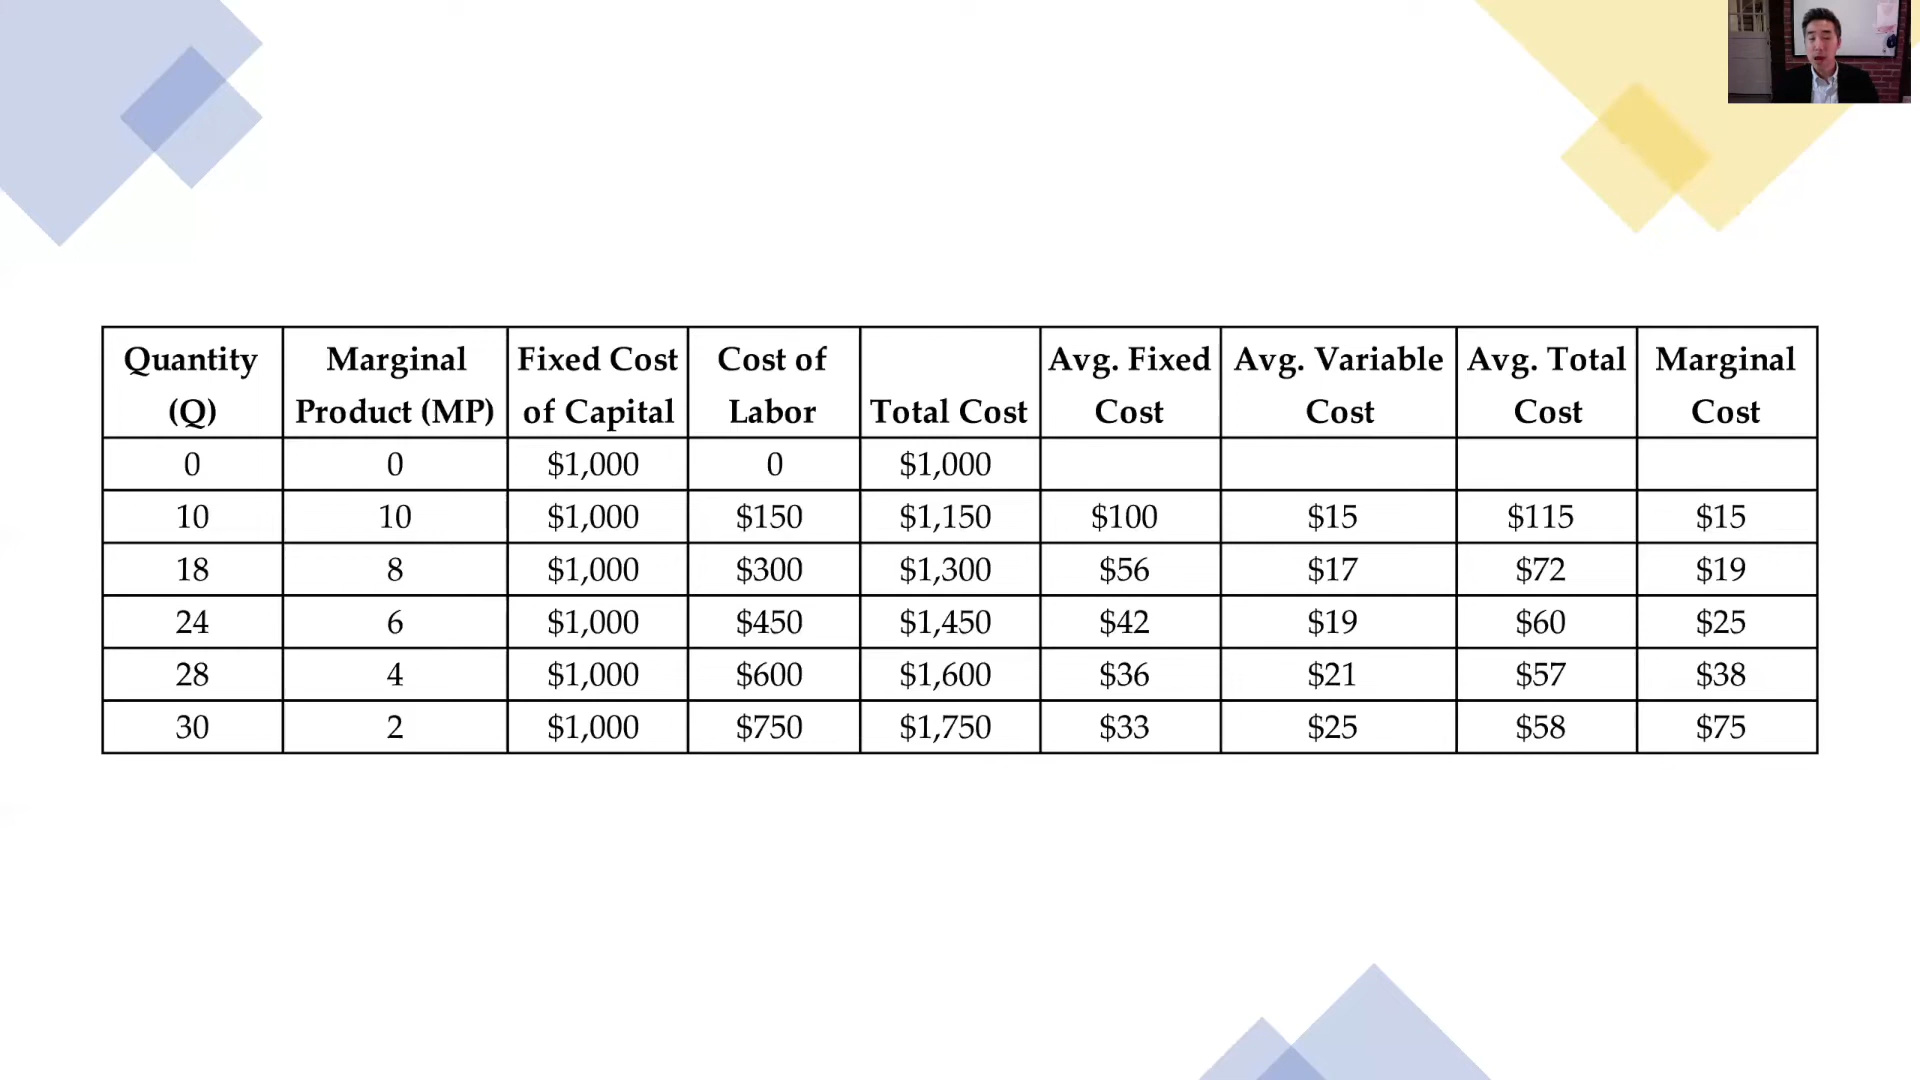 Quantity (Q) Marginal Product (MP) Fixed Cost of Capital Cost of Labor Total Cost Avg. Fixed Cost Avg. Variable Cost Avg. Total Cost Marginal Cost
0 0 $1,000 0 $1,000
10 10 $1,000 $150 $1,150 $100 $15 $115 $15
18 8 $1,000 $300 $1,300 $56 $17 $72 $19
24 6 $1,000 $450 $1,450 $42 $19 $60 $25
28 4 $1,000 $600 $1,600 $36 $21 $57 $38
30 2 $1,000 $750 $1,750 $33 $25 $58 $75